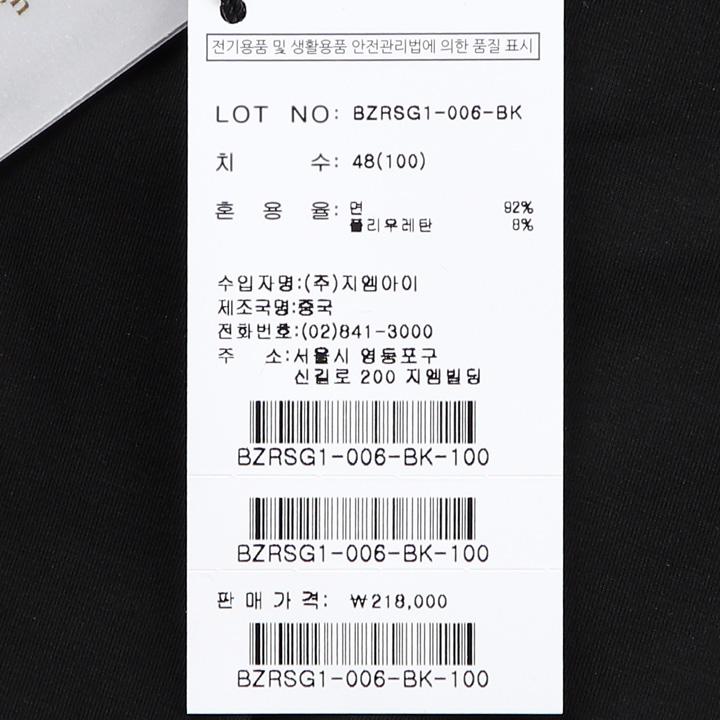 전기용품 및 생활용품 안전관리법에 의한 품질 표시
LOT NO: BZRSG1-006-BK
치 수: 48(100)
혼 용 율: 면 92%
폴리우레탄 8%
수입자명:(주)지엠아이
제조국명:중국
전화번호:(02)841-3000
주 소:서울시 영등포구
신길로 200 지엠빌딩
BZRSG1-006-BK-100
BZRSG1-006-BK-100
판 매 가 격: ₩218,000
BZRSG1-006-BK-100